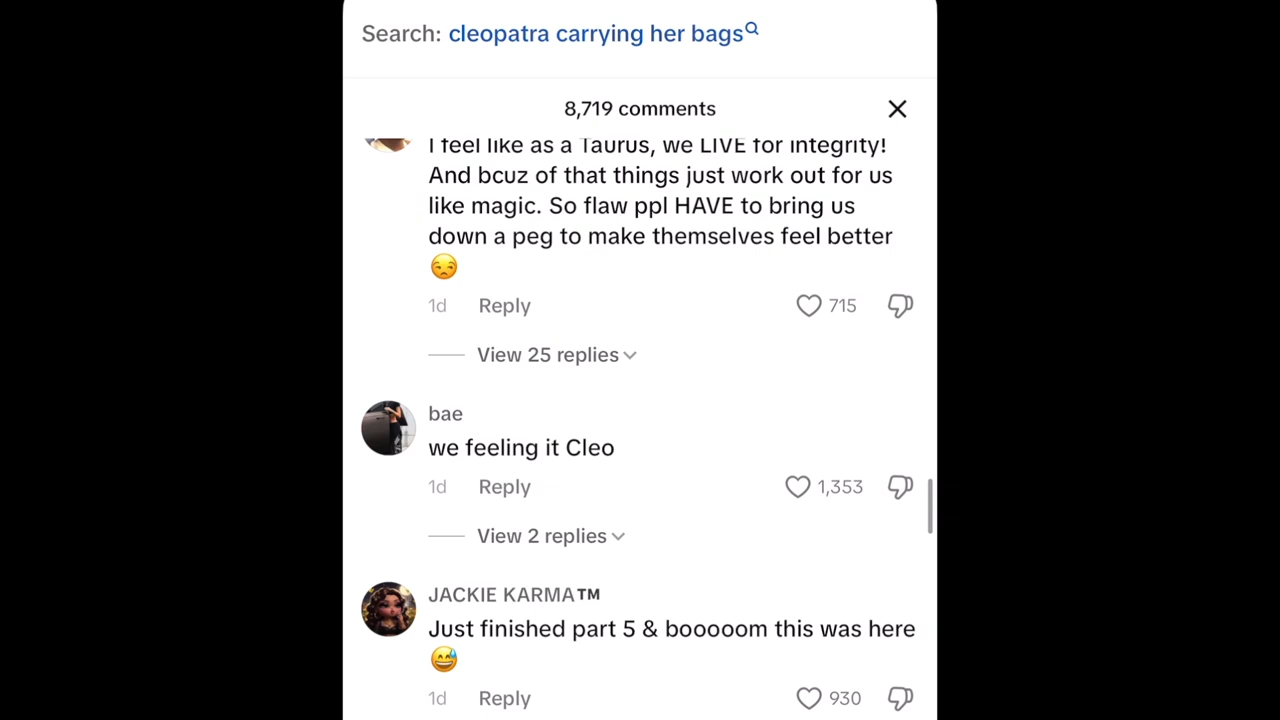 Search: cleopatra carrying her bags
8,719 comments
I feel like as a Taurus, we LIVE for integrity!
And bcuz of that things just work out for us
like magic. So flaw ppl HAVE to bring us
down a peg to make themselves feel better
😒
1d Reply 715
View 25 replies
bae
we feeling it Cleo
1d Reply 1,353
View 2 replies
JACKIE KARMA™
Just finished part 5 & booooom this was here
😅
1d Reply 930